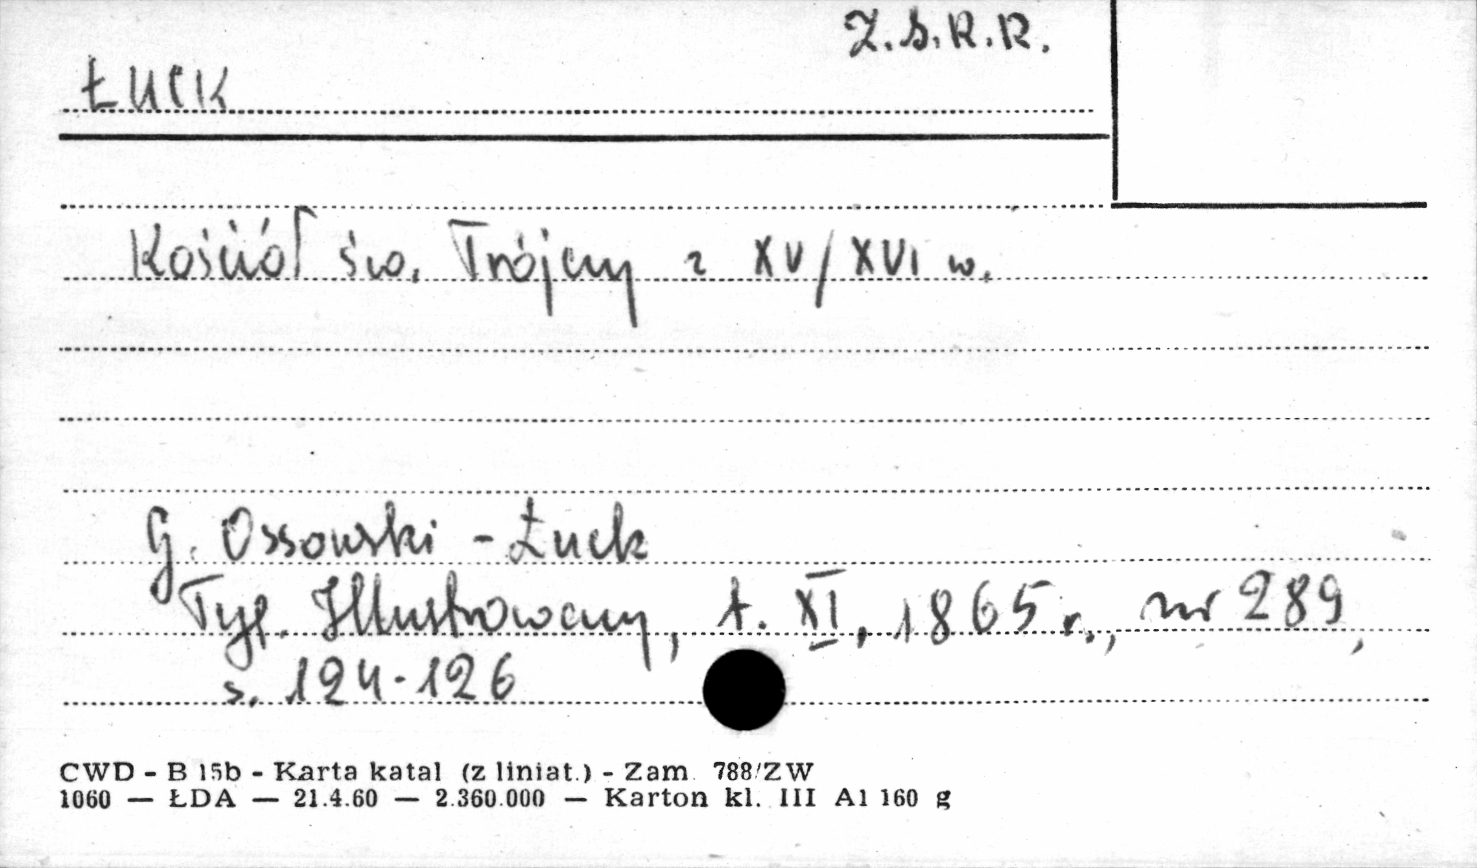 Z.S.R.R.
ŁUCK
Kościół św. Trójcy z XV/XVI w.
G. Ossowski - Łuck
Tyg. Illustrowany, t. XI, 1865 r., nr 289,
s. 124-126
CWD - B 15b - Karta katal (z liniat.) - Zam. 788/ZW
1060 — ŁDA — 21.4.60 — 2.360.000 — Karton kl. III A1 160 g